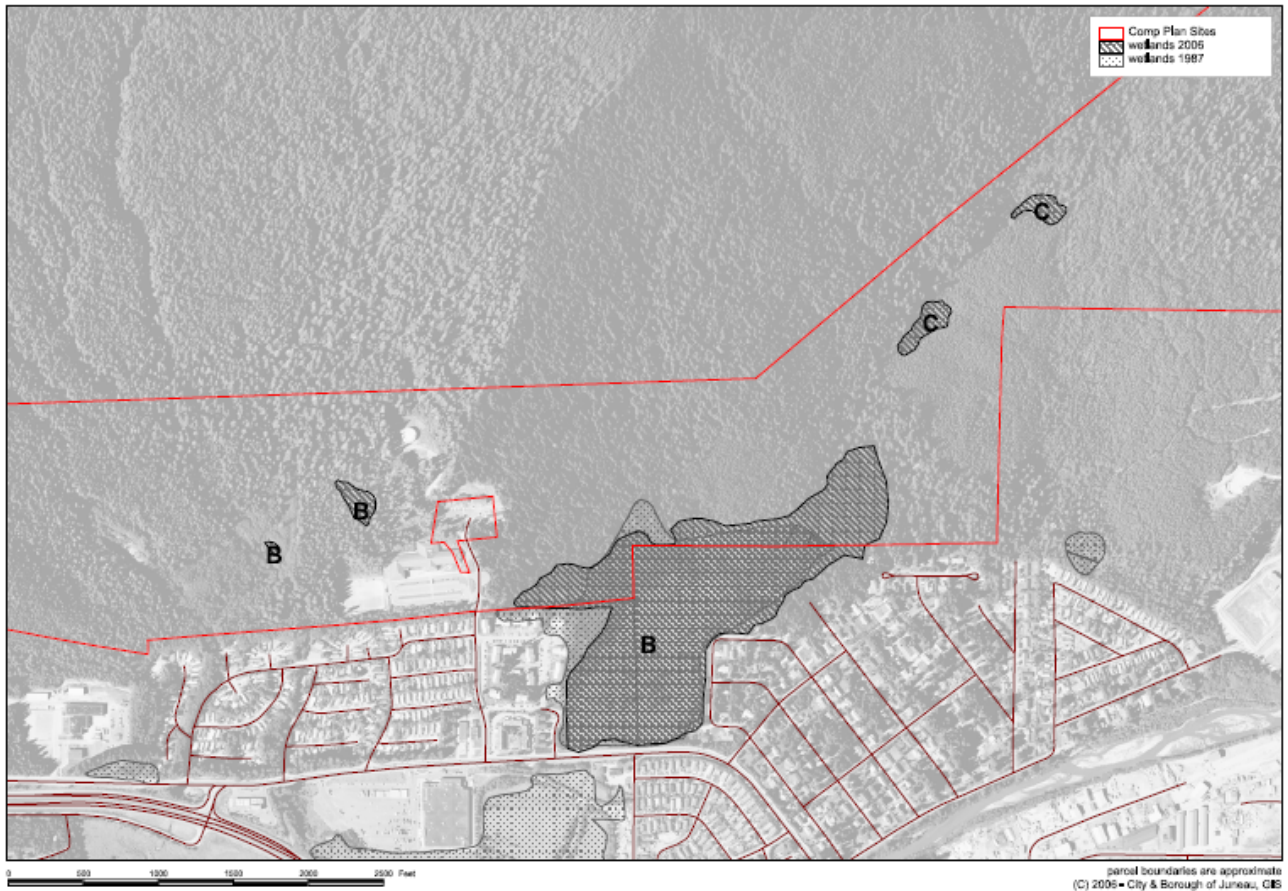 Comp Plan Sites
wetlands 2006
wetlands 1987
C
C
B
B
B
0 500 1000 1500 2000 2500 Feet
parcel boundaries are approximate
(C) 2006 - City & Borough of Juneau, GIS